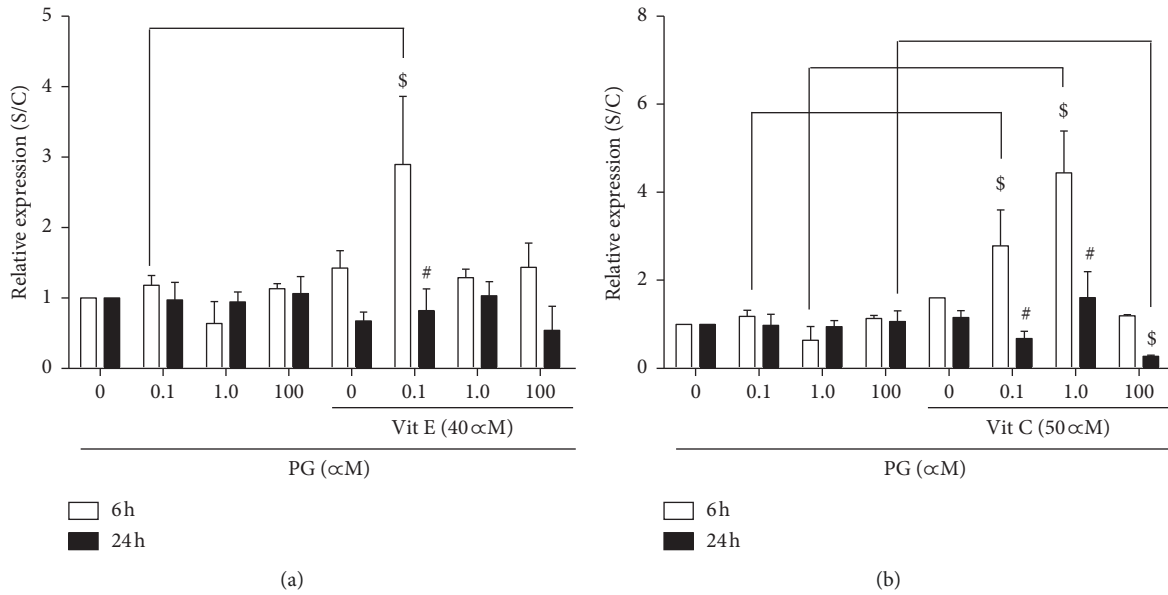 5
4
3
2
1
0
Relative expression (S/C)
$
#
0 0.1 1.0 100 0 0.1 1.0 100
Vit E (40 ∝M)
PG (∝M)
6 h
24 h
(a)
8
6
4
2
0
Relative expression (S/C)
$
$
#
#
$
0 0.1 1.0 100 0 0.1 1.0 100
Vit C (50 ∝M)
PG (∝M)
6 h
24 h
(b)